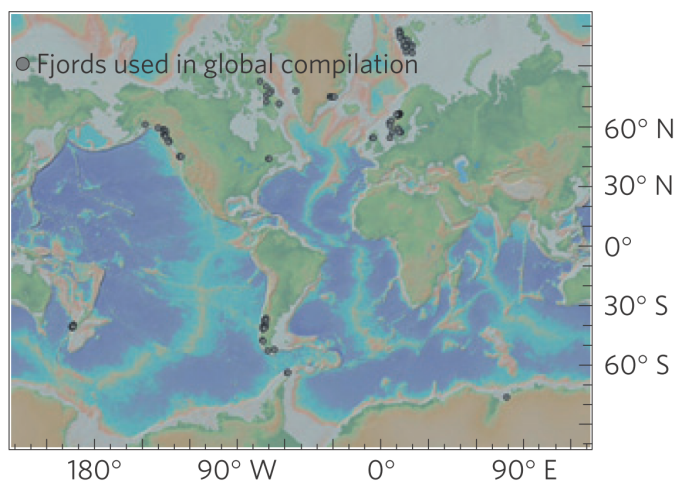 Fjords used in global compilation
60° N
30° N
0°
30° S
60° S
180°
90° W
0°
90° E